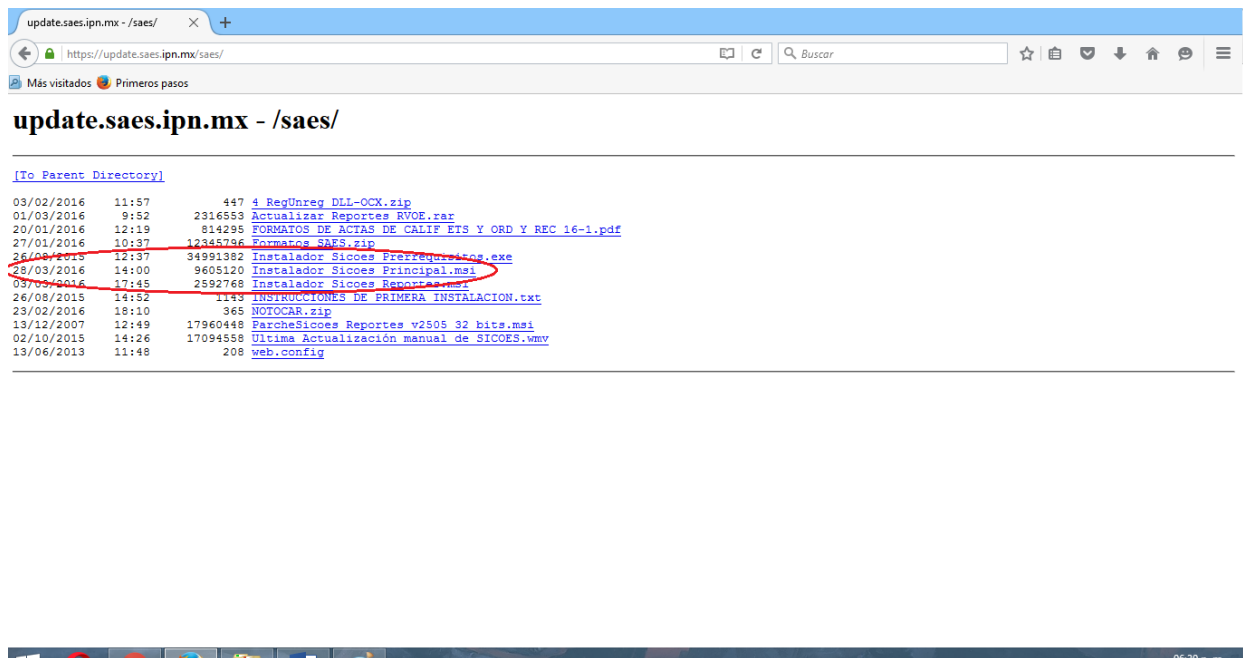 update.saes.ipn.mx - /saes/
https://update.saes.ipn.mx/saes/
Buscar
Más visitados Primeros pasos
update.saes.ipn.mx - /saes/
[To Parent Directory]
03/02/2016 11:57 447 4 RegUnreg DLL-OCX.zip
01/03/2016 9:52 2316553 Actualizar Reportes RVOE.rar
20/01/2016 12:19 814295 FORMATOS DE ACTAS DE CALIF ETS Y ORD Y REC 16-1.pdf
27/01/2016 10:37 12345796 Formatos SAES.zip
26/08/2015 12:37 34991382 Instalador Sicoes Prerrequisitos.exe
28/03/2016 14:00 9605120 Instalador Sicoes Principal.msi
03/03/2016 17:45 2592768 Instalador Sicoes Reportes.msi
26/08/2015 14:52 1143 INSTRUCCIONES DE PRIMERA INSTALACION.txt
23/02/2016 18:10 365 NOTOCAR.zip
13/12/2007 12:49 17960448 ParcheSicoes Reportes v2505 32 bits.msi
02/10/2015 14:26 17094558 Ultima Actualización manual de SICOES.wmv
13/06/2013 11:48 208 web.config